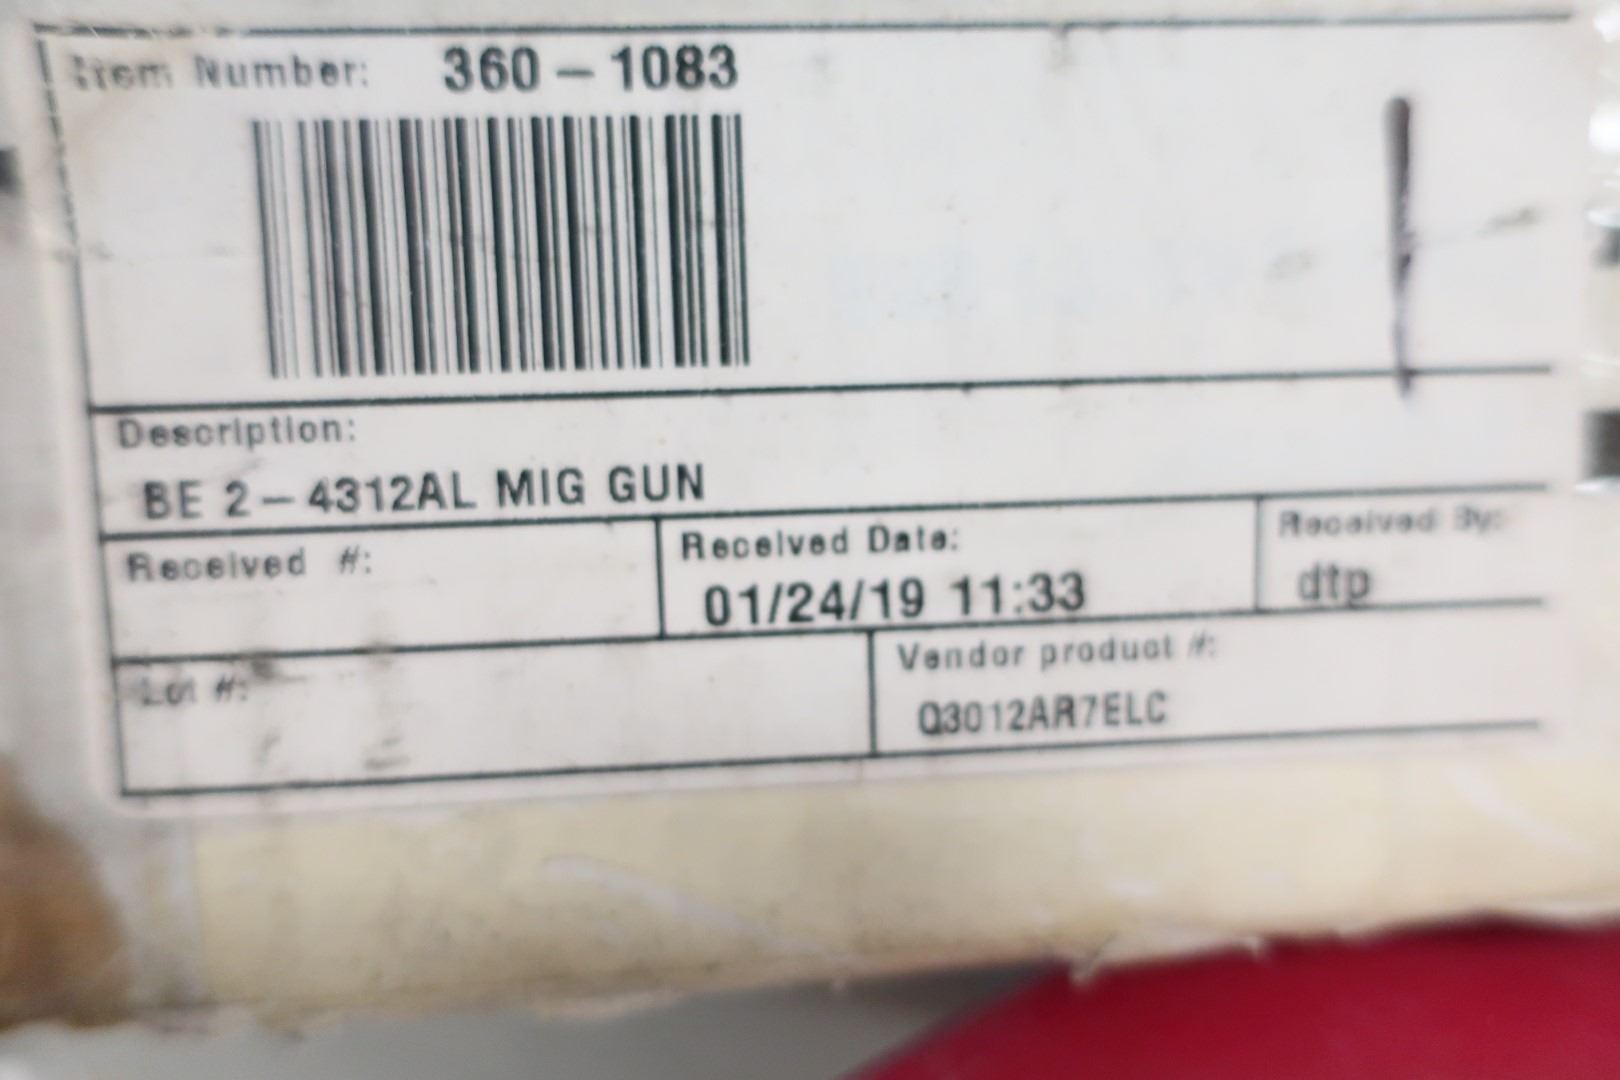 Item Number: 360-1083
Description:
BE 2-4312AL MIG GUN
Received #:
Received Date:
01/24/19 11:33
Received By:
dtp
Lot #:
Vendor product #:
Q3012AR7ELC